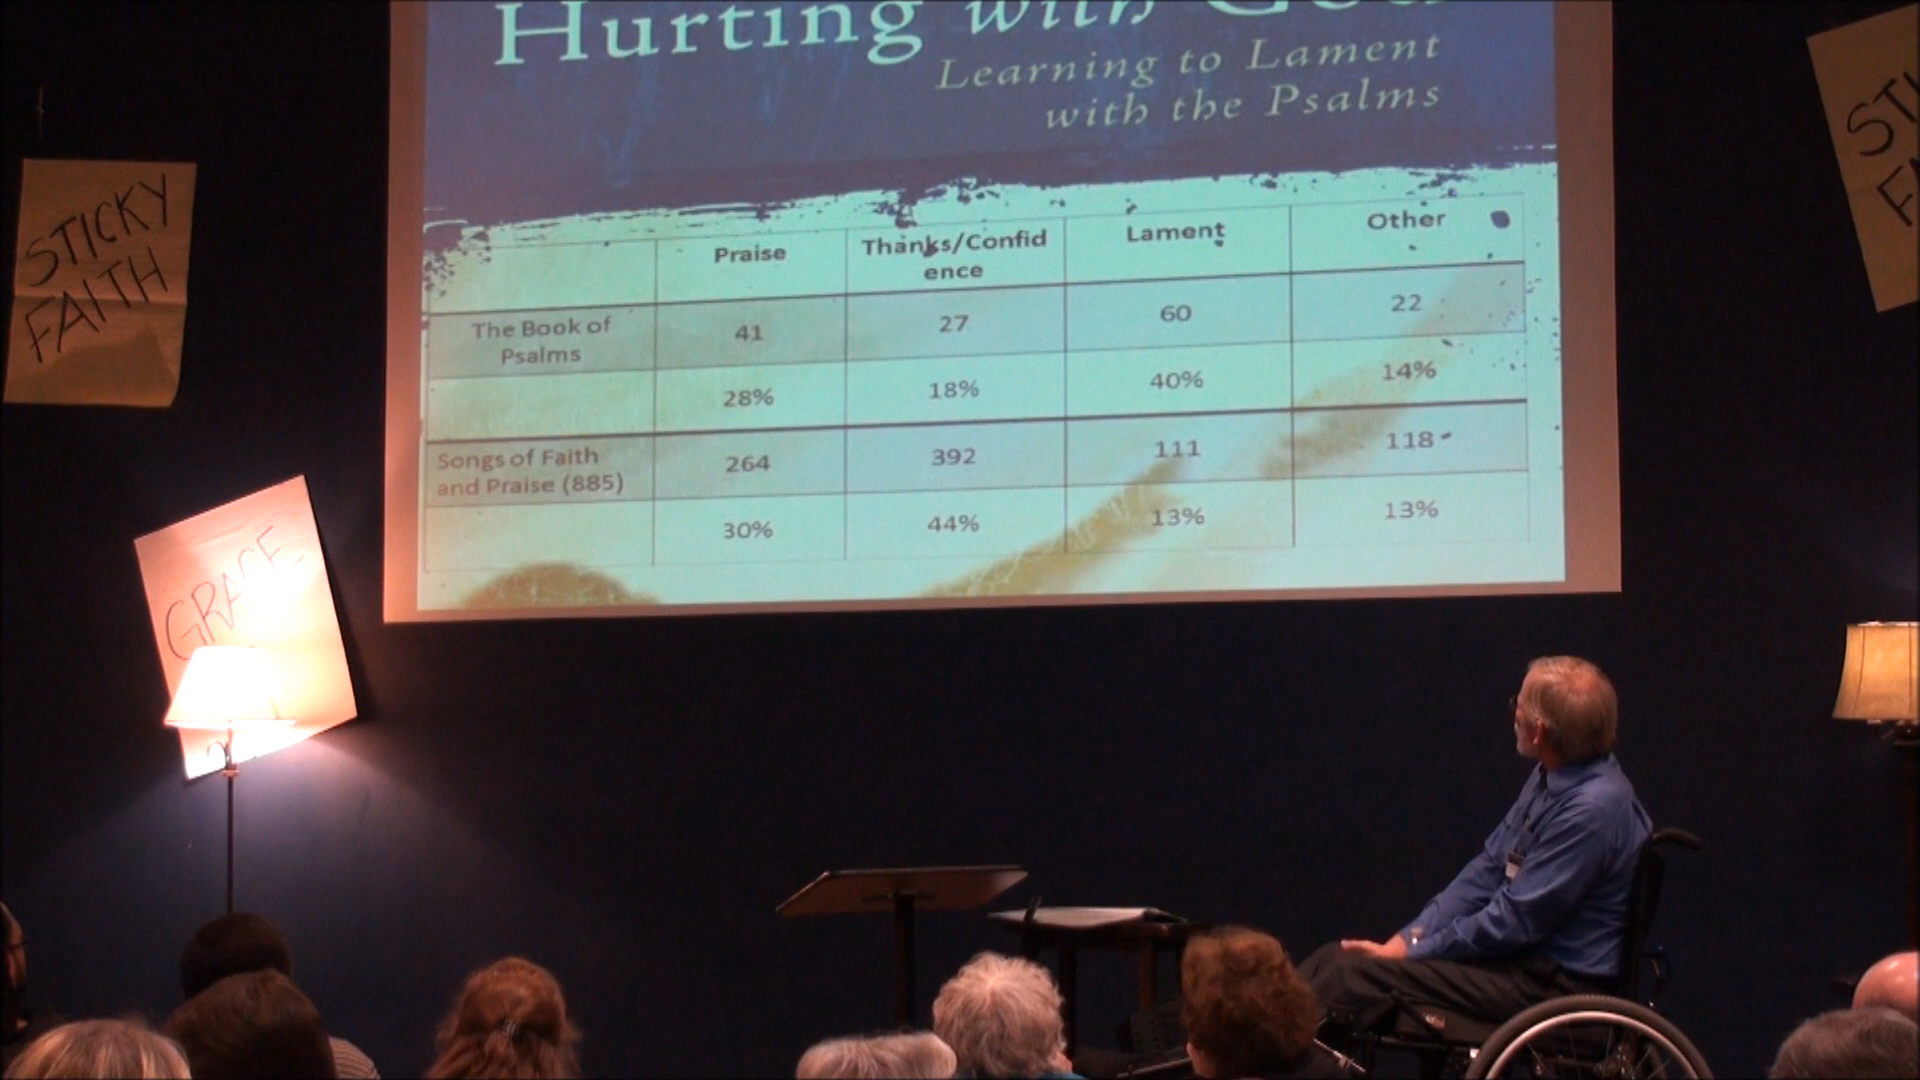 Hurting with God
Learning to Lament
with the Psalms
Praise
Thanks/Confid
ence
Lament
Other
The Book of
Psalms
41
27
60
22
28%
18%
40%
14%
Songs of Faith
and Praise (885)
264
392
111
118
30%
44%
13%
13%
STICKY
FAITH
GRACE